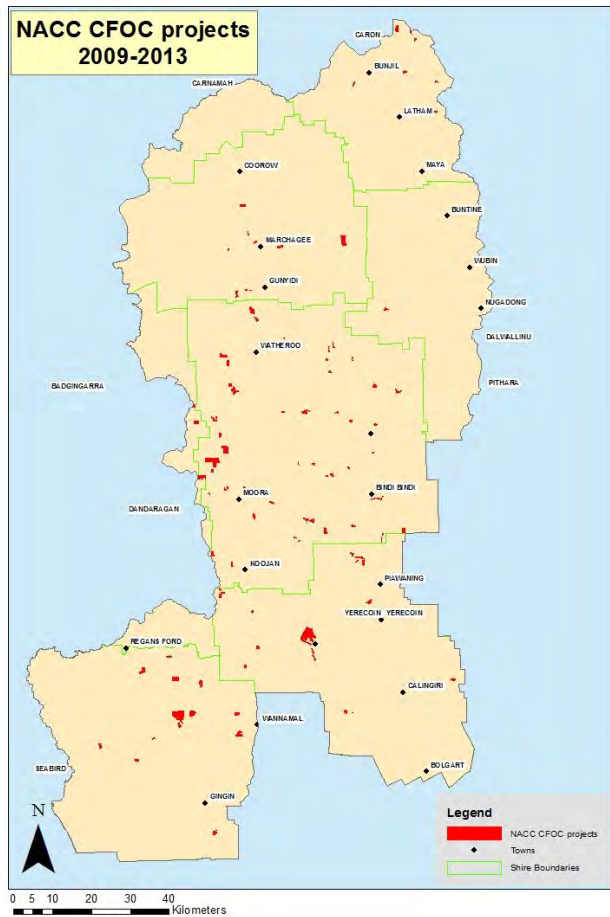 NACC CFOC projects
2009-2013
CARON
BUNJIL
CARNAMAH
LATHAM
COOROW
MAYA
BUNTINE
MARCHAGEE
WUBIN
GUNYIDI
NUGADONG
DALWALLINU
WATHEROO
BADGINGARRA
PITHARA
BINDI BINDI
MOORA
DANDARAGAN
KOOJAN
PIAWANING
YERECOIN YERECOIN
REGANS FORD
CALINGIRI
WANNAMAL
SEABIRD
BOLGART
GINGIN
N
Legend
NACC CFOC projects
Towns
Shire Boundaries
0 5 10 20 30 40
Kilometers